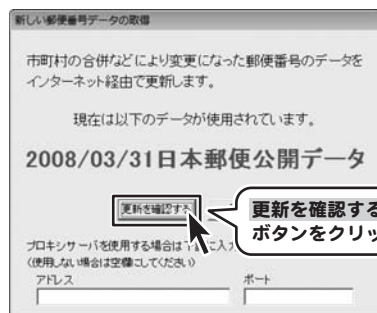 新しい郵便番号データの取得
市町村の合併などにより変更になった郵便番号のデータを
インターネット経由で更新します。
現在は以下のデータが使用されています。
2008/03/31日本郵便公開データ
更新を確認する
更新を確認する
ボタンをクリッ
プロキシサーバを使用する場合は下記に入力
(使用しない場合は空欄にしてください)
アドレス
ポート